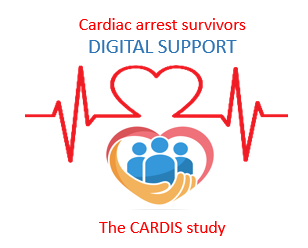 Cardiac arrest survivors
DIGITAL SUPPORT
The CARDIS study